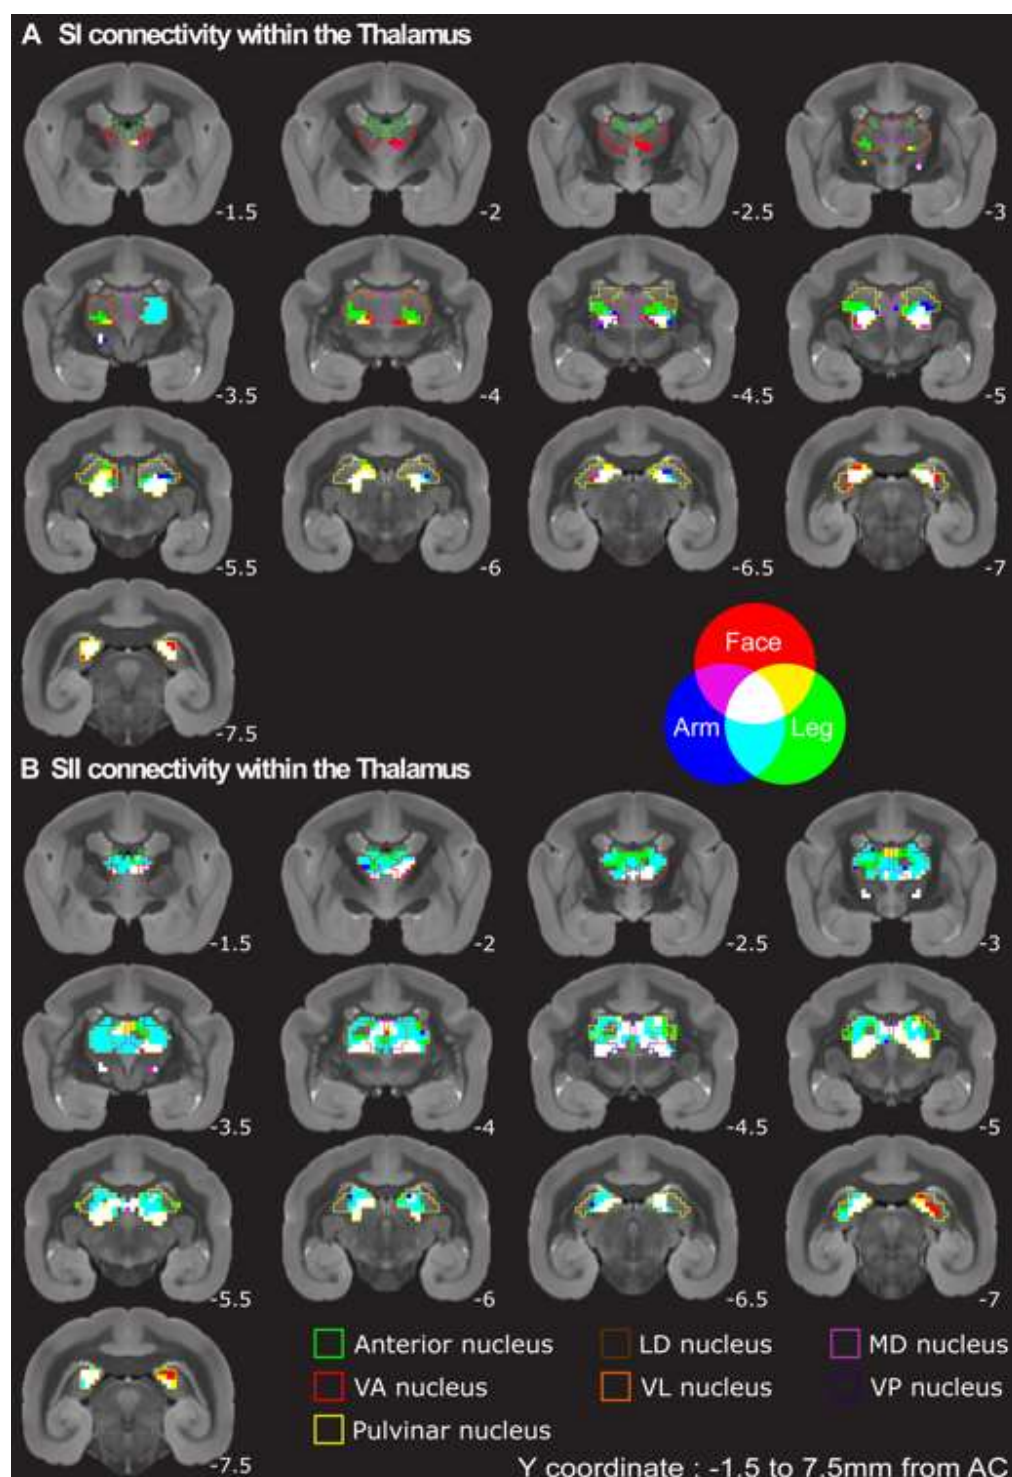 A SI connectivity within the Thalamus
-1.5
-2
-2.5
-3
-3.5
-4
-4.5
-5
-5.5
-6
-6.5
-7
-7.5
Face
Arm
Leg
B SII connectivity within the Thalamus
-1.5
-2
-2.5
-3
-3.5
-4
-4.5
-5
-5.5
-6
-6.5
-7
-7.5
Anterior nucleus
LD nucleus
MD nucleus
VA nucleus
VL nucleus
VP nucleus
Pulvinar nucleus
Y coordinate : -1.5 to 7.5mm from AC